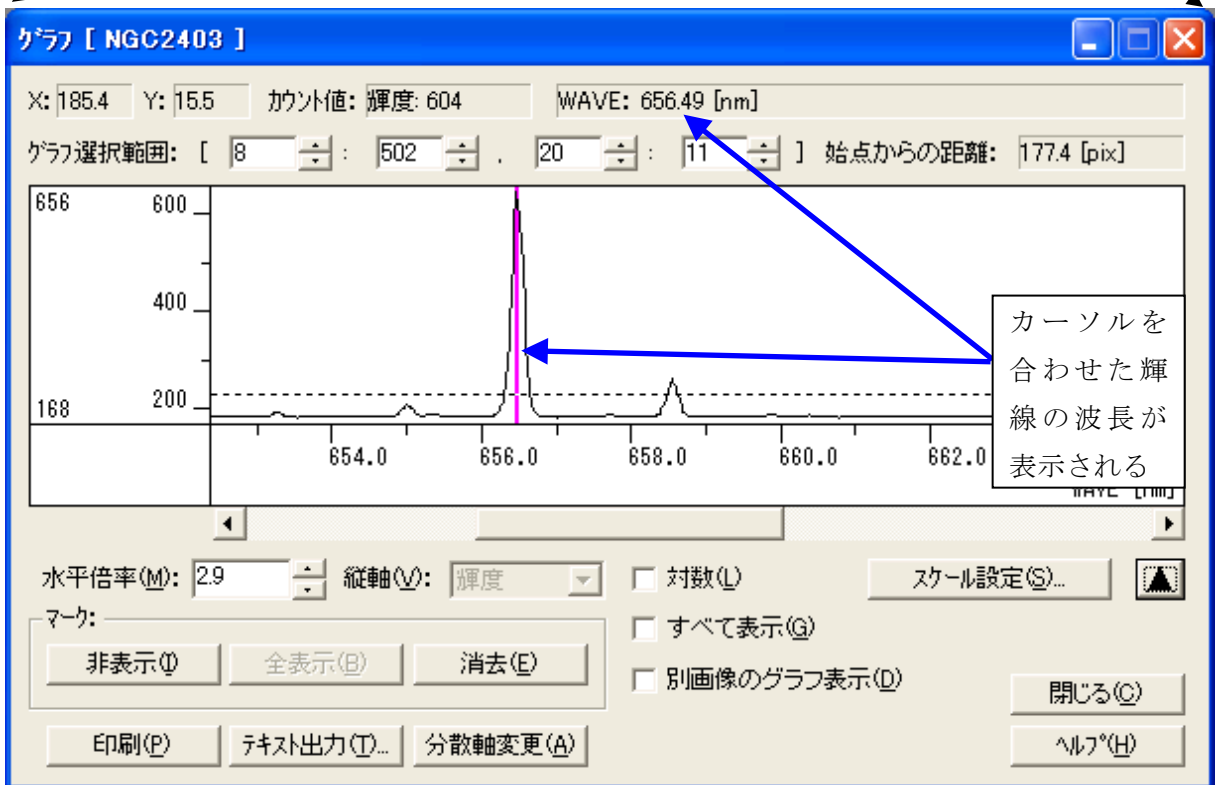 グラフ [ NGC2403 ]
X: 185.4 Y: 15.5 カウント値: 輝度: 604 WAVE: 656.49 [nm]
グラフ選択範囲: [ 8 : 502 . 20 : 11 ] 始点からの距離: 177.4 [pix]
656 600
400
168 200
カーソルを
合わせた輝
線の波長が
表示される
654.0 656.0 658.0 660.0 662.0
WAVE [nm]
水平倍率(M): 2.9 縦軸(V): 輝度 対数(L) スケール設定(S)...
マーク:
すべて表示(G)
非表示(I) 全表示(B) 消去(E)
別画像のグラフ表示(D)
閉じる(C)
印刷(P) テキスト出力(T)... 分散軸変更(A) ヘルプ(H)